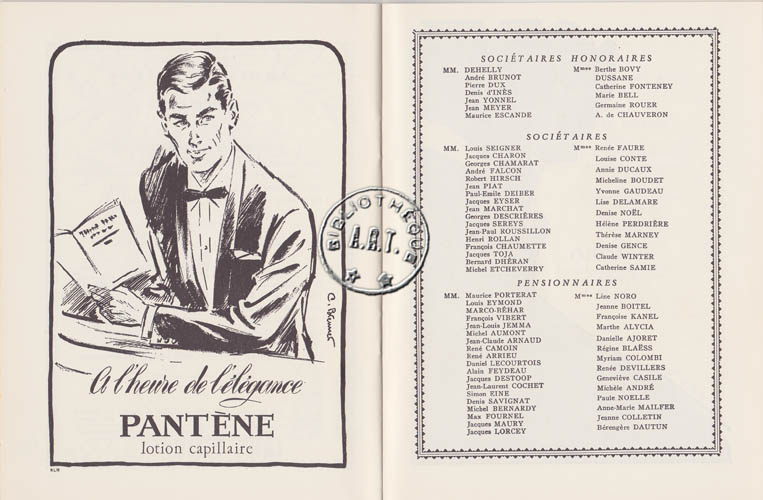 A l'heure de l'élégance
PANTÈNE
lotion capillaire
BIBLIOTHÈQUE
A.R.T.
SOCIÉTAIRES HONORAIRES
MM. DEHELLY
André BRUNOT
Pierre DUX
Denis d'INÈS
Jean YONNEL
Jean MEYER
Maurice ESCANDE
Mmes Berthe BOVY
DUSSANE
Catherine FONTENEY
Marie BELL
Germaine ROUER
A. de CHAUVERON
SOCIÉTAIRES
MM. Louis SEIGNER
Jacques CHARON
Georges CHAMARAT
André FALCON
Robert HIRSCH
Jean PIAT
Paul-Emile DEIBER
Jacques EYSER
Jean MARCHAT
Georges DESCRIÈRES
Jacques SEREYS
Jean-Paul ROUSSILLON
Henri ROLLAN
François CHAUMETTE
Jacques TOJA
Bernard DHÉRAN
Michel ETCHEVERRY
Mmes Renée FAURE
Louise CONTE
Annie DUCAUX
Micheline BOUDET
Yvonne GAUDEAU
Lise DELAMARE
Denise NOËL
Hélène PERDRIÈRE
Thérèse MARNEY
Denise GENCE
Claude WINTER
Catherine SAMIE
PENSIONNAIRES
MM. Maurice PORTERAT
Louis EYMOND
MARCO-BÉHAR
François VIBERT
Jean-Louis JEMMA
Michel AUMONT
Jean-Claude ARNAUD
René CAMOIN
René ARRIEU
Daniel LECOURTOIS
Alain FEYDEAU
Jacques DESTOOP
Jean-Laurent COCHET
Simon EINE
Denis SAVIGNAT
Michel BERNARDY
Max FOURNEL
Jacques MAURY
Jacques LORCEY
Mmes Line NORO
Jeanne BOITEL
Françoise KANEL
Marthe ALYCIA
Danielle AJORET
Régine BLAËSS
Myriam COLOMBI
Renée DEVILLERS
Geneviève CASILE
Michèle ANDRÉ
Paule NOELLE
Anne-Marie MAILFER
Jeanne COLLETIN
Bérengère DAUTUN